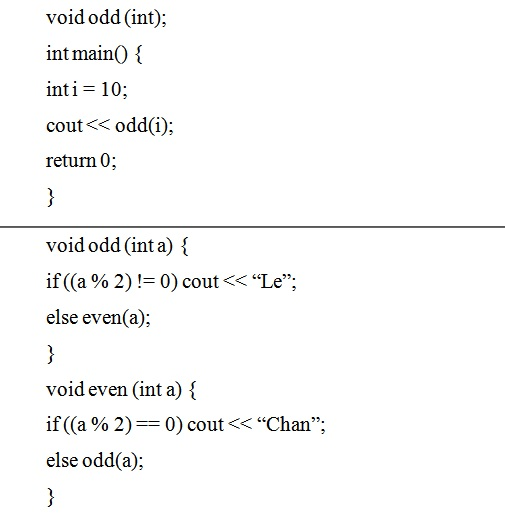 void odd (int);
int main() {
int i = 10;
cout << odd(i);
return 0;
}
void odd (int a) {
if ((a % 2) != 0) cout << “Le”;
else even(a);
}
void even (int a) {
if ((a % 2) == 0) cout << “Chan”;
else odd(a);
}